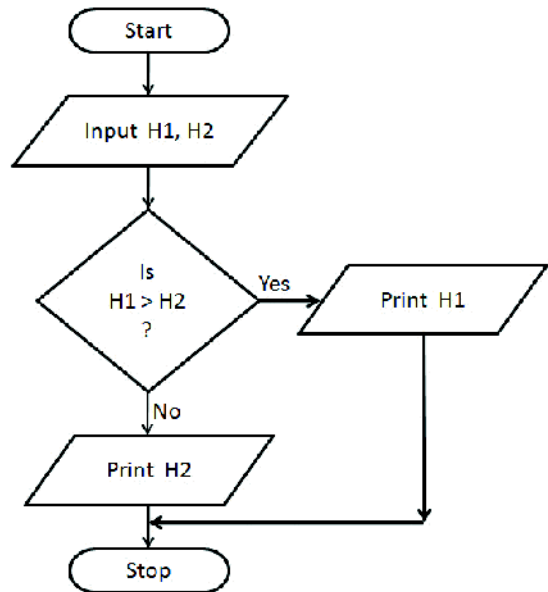 Start
Input H1, H2
Is
H1 > H2
?
Yes
Print H1
No
Print H2
Stop